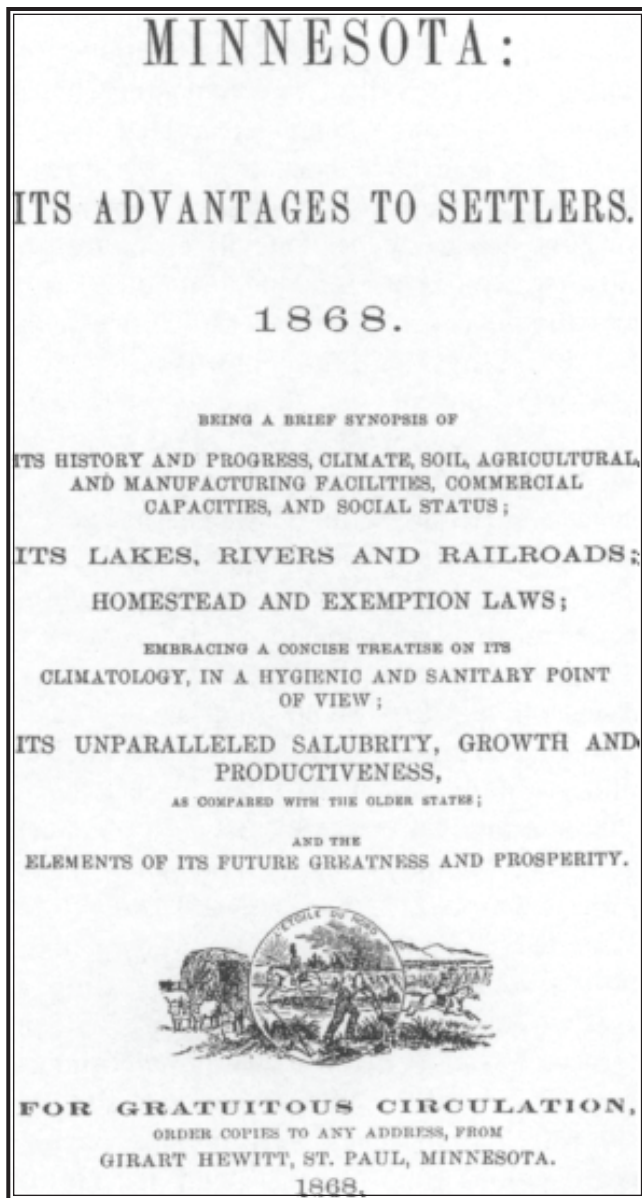 MINNESOTA:
ITS ADVANTAGES TO SETTLERS.
1868.
BEING A BRIEF SYNOPSIS OF
ITS HISTORY AND PROGRESS, CLIMATE, SOIL, AGRICULTURAL,
AND MANUFACTURING FACILITIES, COMMERCIAL
CAPACITIES, AND SOCIAL STATUS;
ITS LAKES, RIVERS AND RAILROADS;
HOMESTEAD AND EXEMPTION LAWS;
EMBRACING A CONCISE TREATISE ON ITS
CLIMATOLOGY, IN A HYGIENIC AND SANITARY POINT
OF VIEW;
ITS UNPARALLELED SALUBRITY, GROWTH AND
PRODUCTIVENESS,
AS COMPARED WITH THE OLDER STATES;
AND THE
ELEMENTS OF ITS FUTURE GREATNESS AND PROSPERITY.
L'ETOILE DU NORD
FOR GRATUITOUS CIRCULATION,
ORDER COPIES TO ANY ADDRESS, FROM
GIRART HEWITT, ST. PAUL, MINNESOTA.
1868.